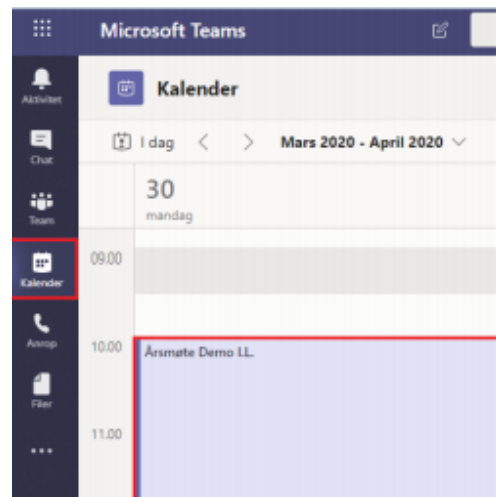 Microsoft Teams
Aktivitet
Chat
Team
Kalender
Anrop
Filer
Kalender
I dag
Mars 2020 - April 2020
30
mandag
09.00
10.00
Årsmøte Demo LL.
11.00